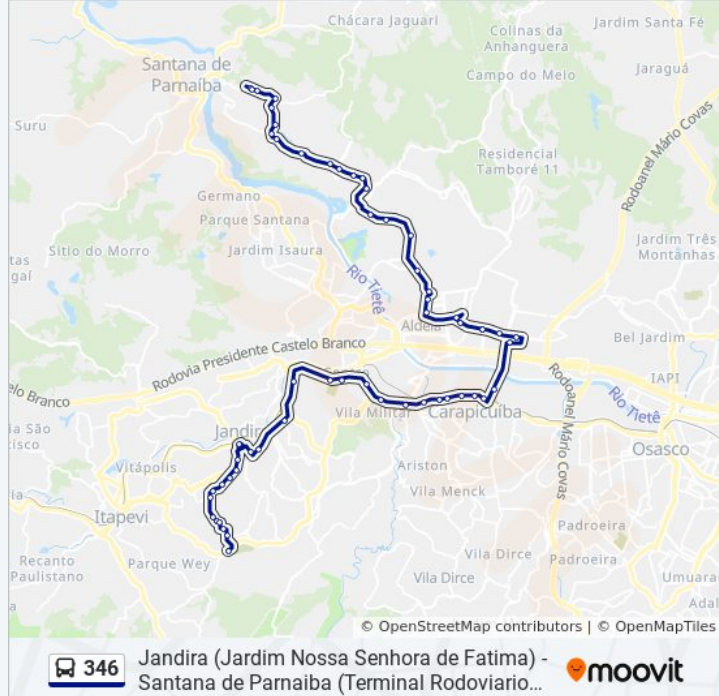 Chácara Jaguari
Colinas da
Anhanguera
Jardim Santa Fé
Santana de
Parnaíba
Campo do Melo
Jaraguá
Suru
Residencial
Tamboré 11
Rodoanel Mário Covas
Germano
Parque Santana
Sitio do Morro
Jardim Isaura
Jardim Três
Montanhas
Rio Tietê
Aldeia
Bel Jardim
Rodovia Presidente Castelo Branco
IAPI
elo Branco
Rodoanel Mário Covas
Rio Tietê
Vila Militar
Carapicuíba
Jandira
Osasco
Vitápolis
Ariston
Vila Menck
Itapevi
Padroeira
Recanto
Paulistano
Parque Wey
Vila Dirce
Padroeira
Vila Dirce
Umuara
Adal
© OpenStreetMap contributors | © OpenMapTiles
346
Jandira (Jardim Nossa Senhora de Fatima) -
Santana de Parnaiba (Terminal Rodoviario...
moovit